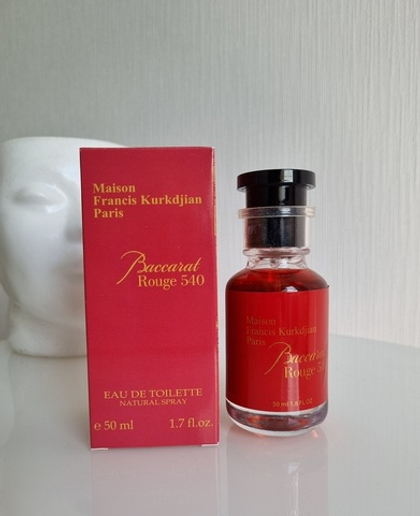 Maison
Francis Kurkdjian
Paris
Baccarat
Rouge 540
EAU DE TOILETTE
NATURAL SPRAY
e 50 ml 1.7 fl.oz.
Maison
Francis Kurkdjian
Paris
Baccarat
Rouge 5